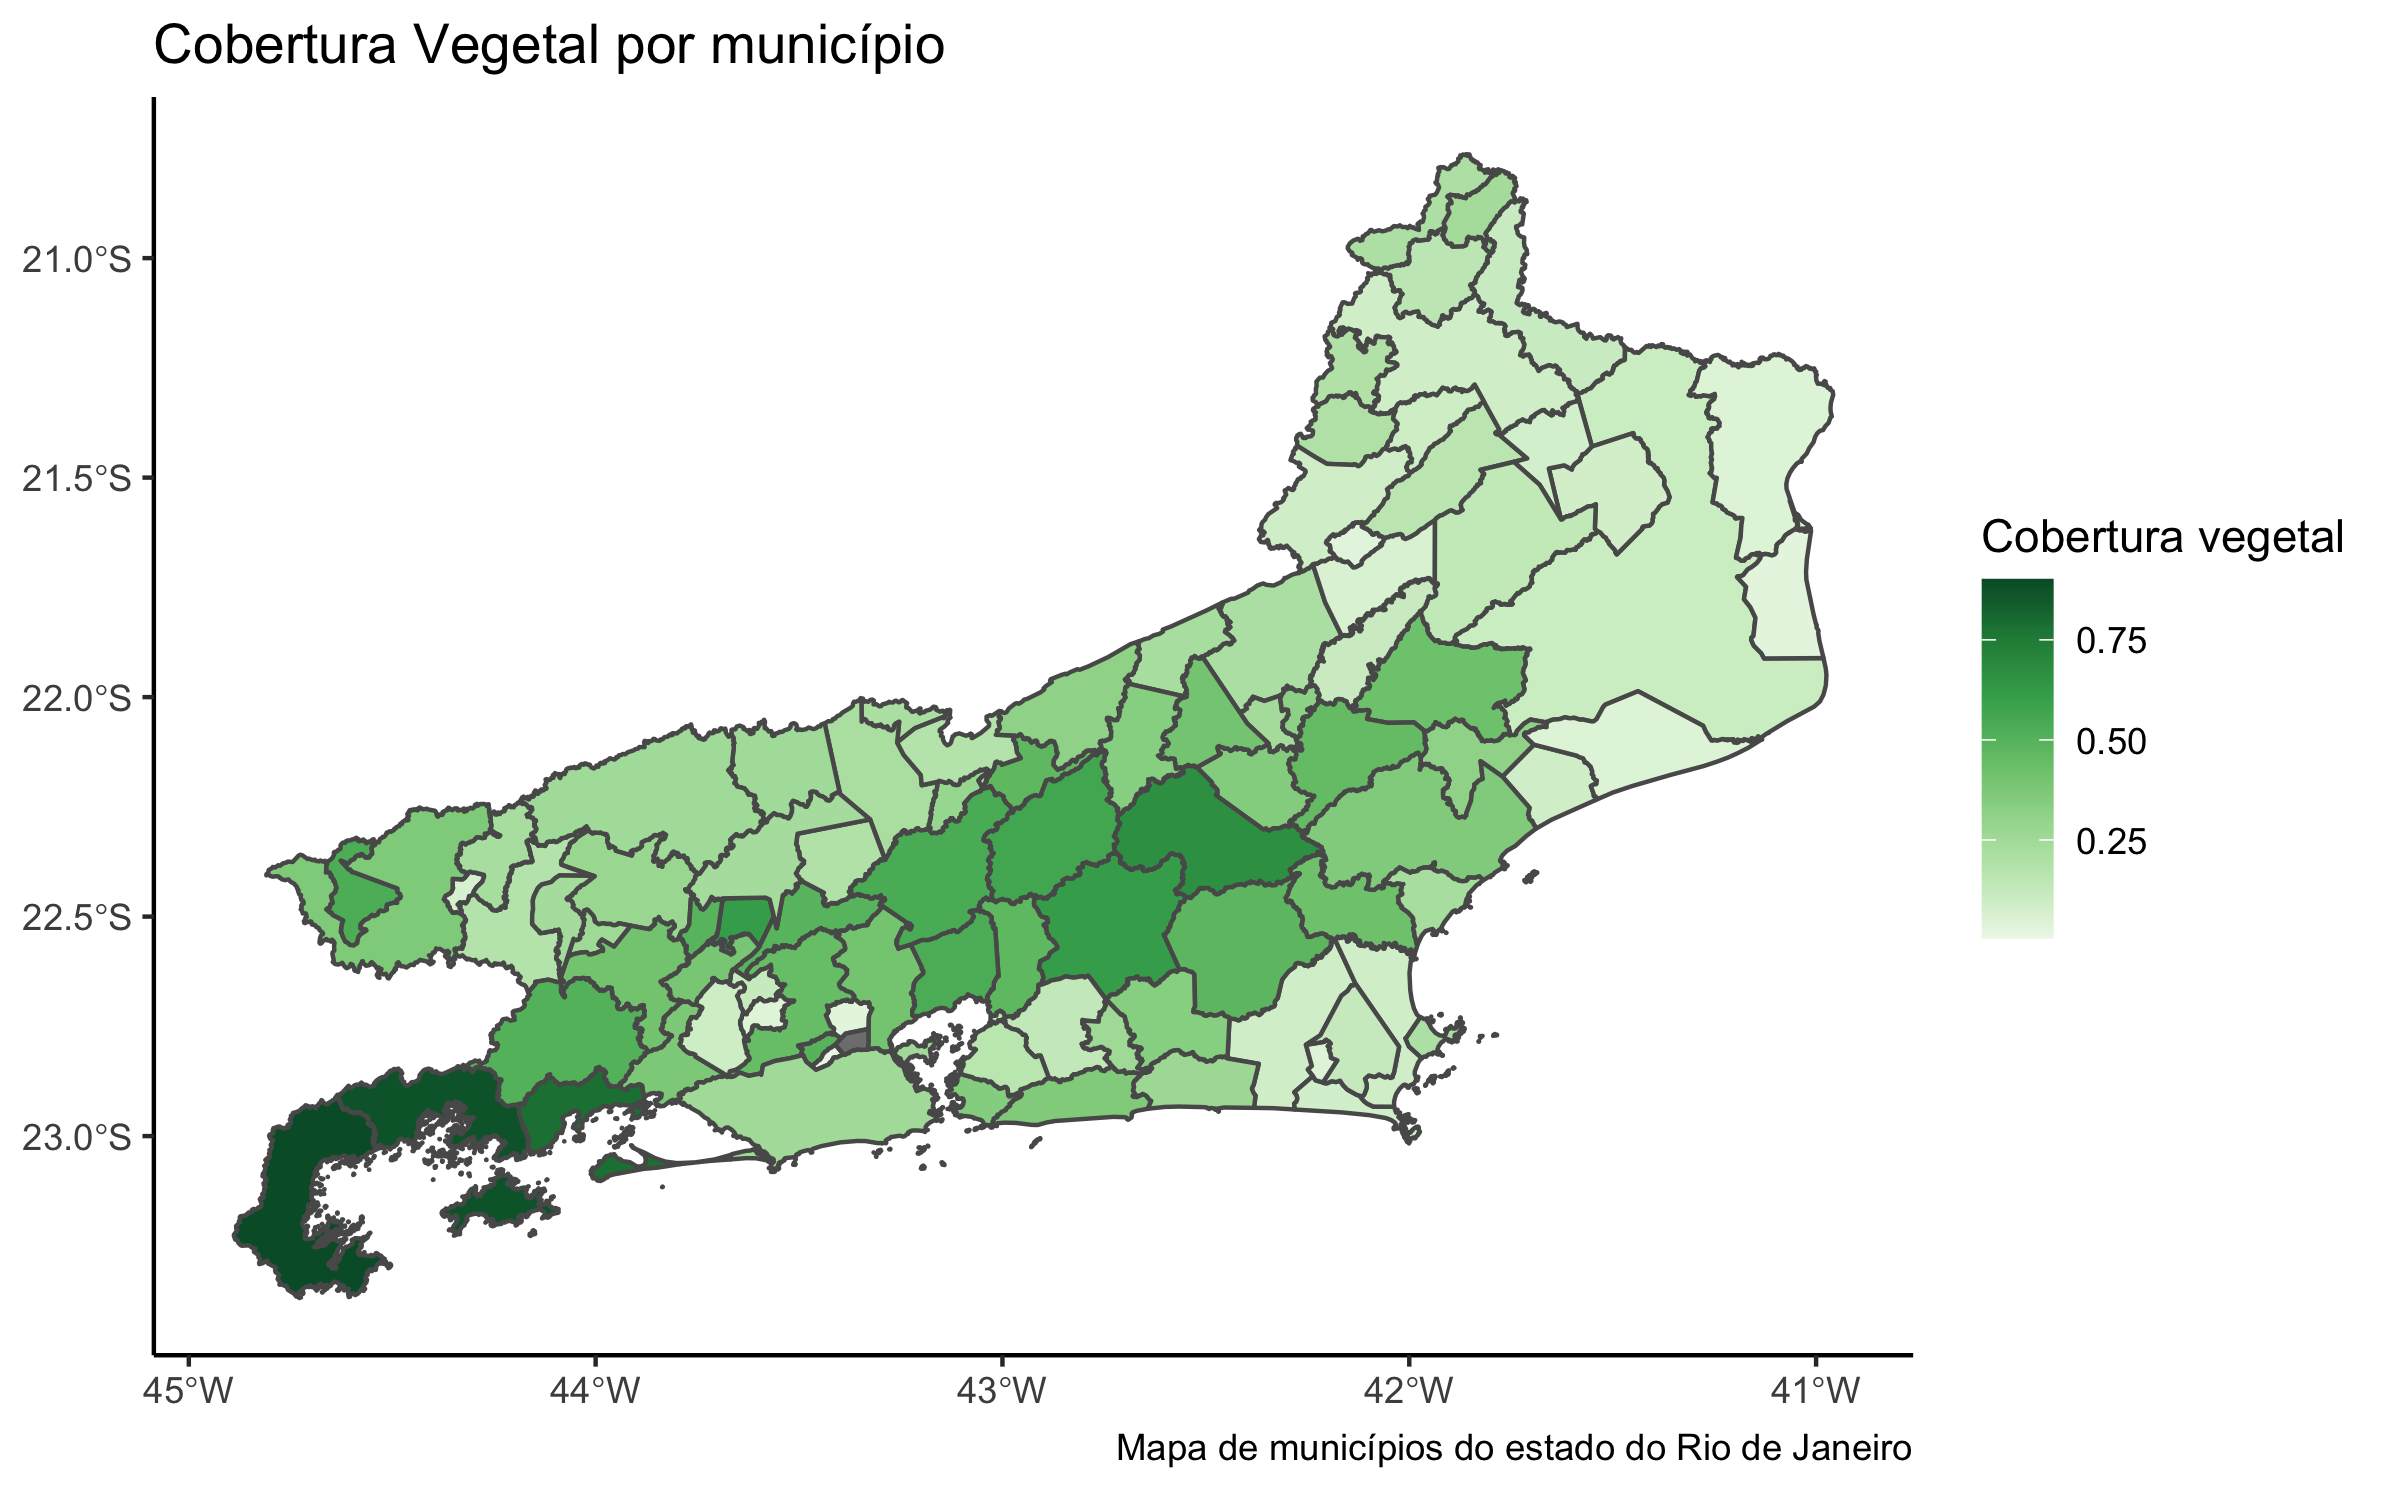 Cobertura Vegetal por município
21.0°S
21.5°S
22.0°S
22.5°S
23.0°S
45°W
44°W
43°W
42°W
41°W
Mapa de municípios do estado do Rio de Janeiro
Cobertura vegetal
0.75
0.50
0.25